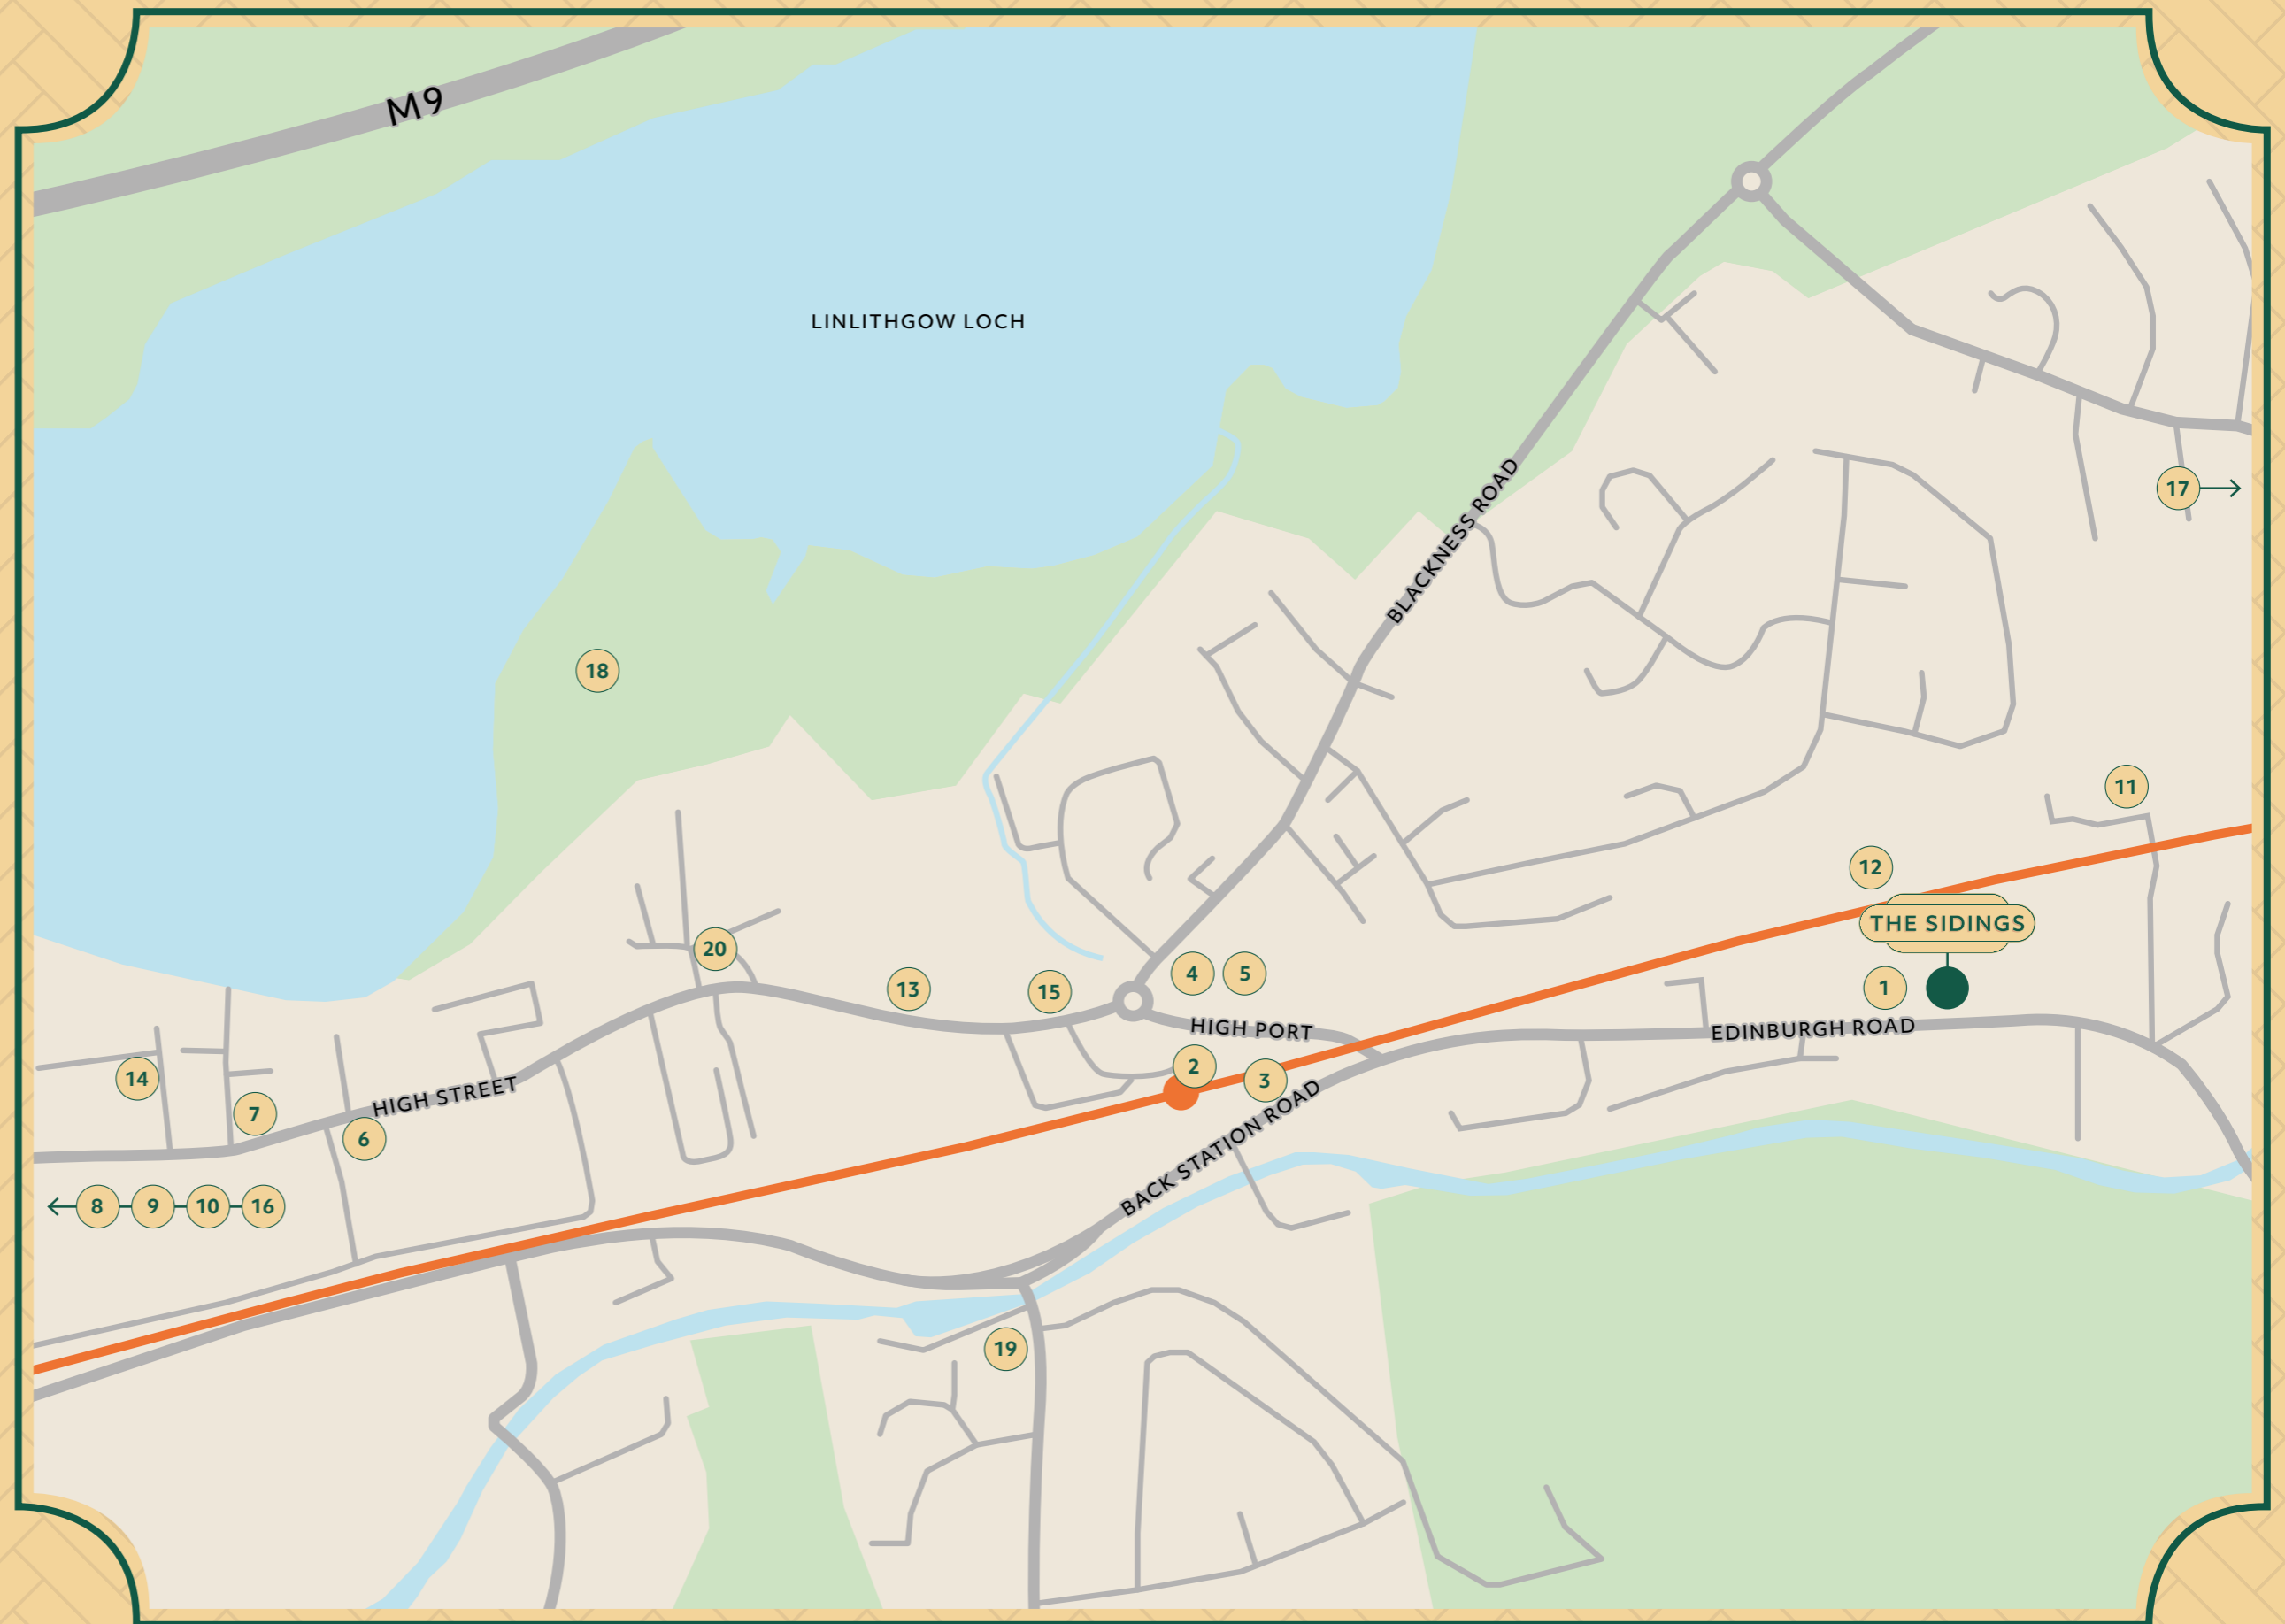 M9
LINLITHGOW LOCH
BLACKNESS ROAD
17
18
11
12
THE SIDINGS
20
13
15
4
5
1
HIGH PORT
EDINBURGH ROAD
2
3
14
7
HIGH STREET
6
BACK STATION ROAD
8
9
10
16
19